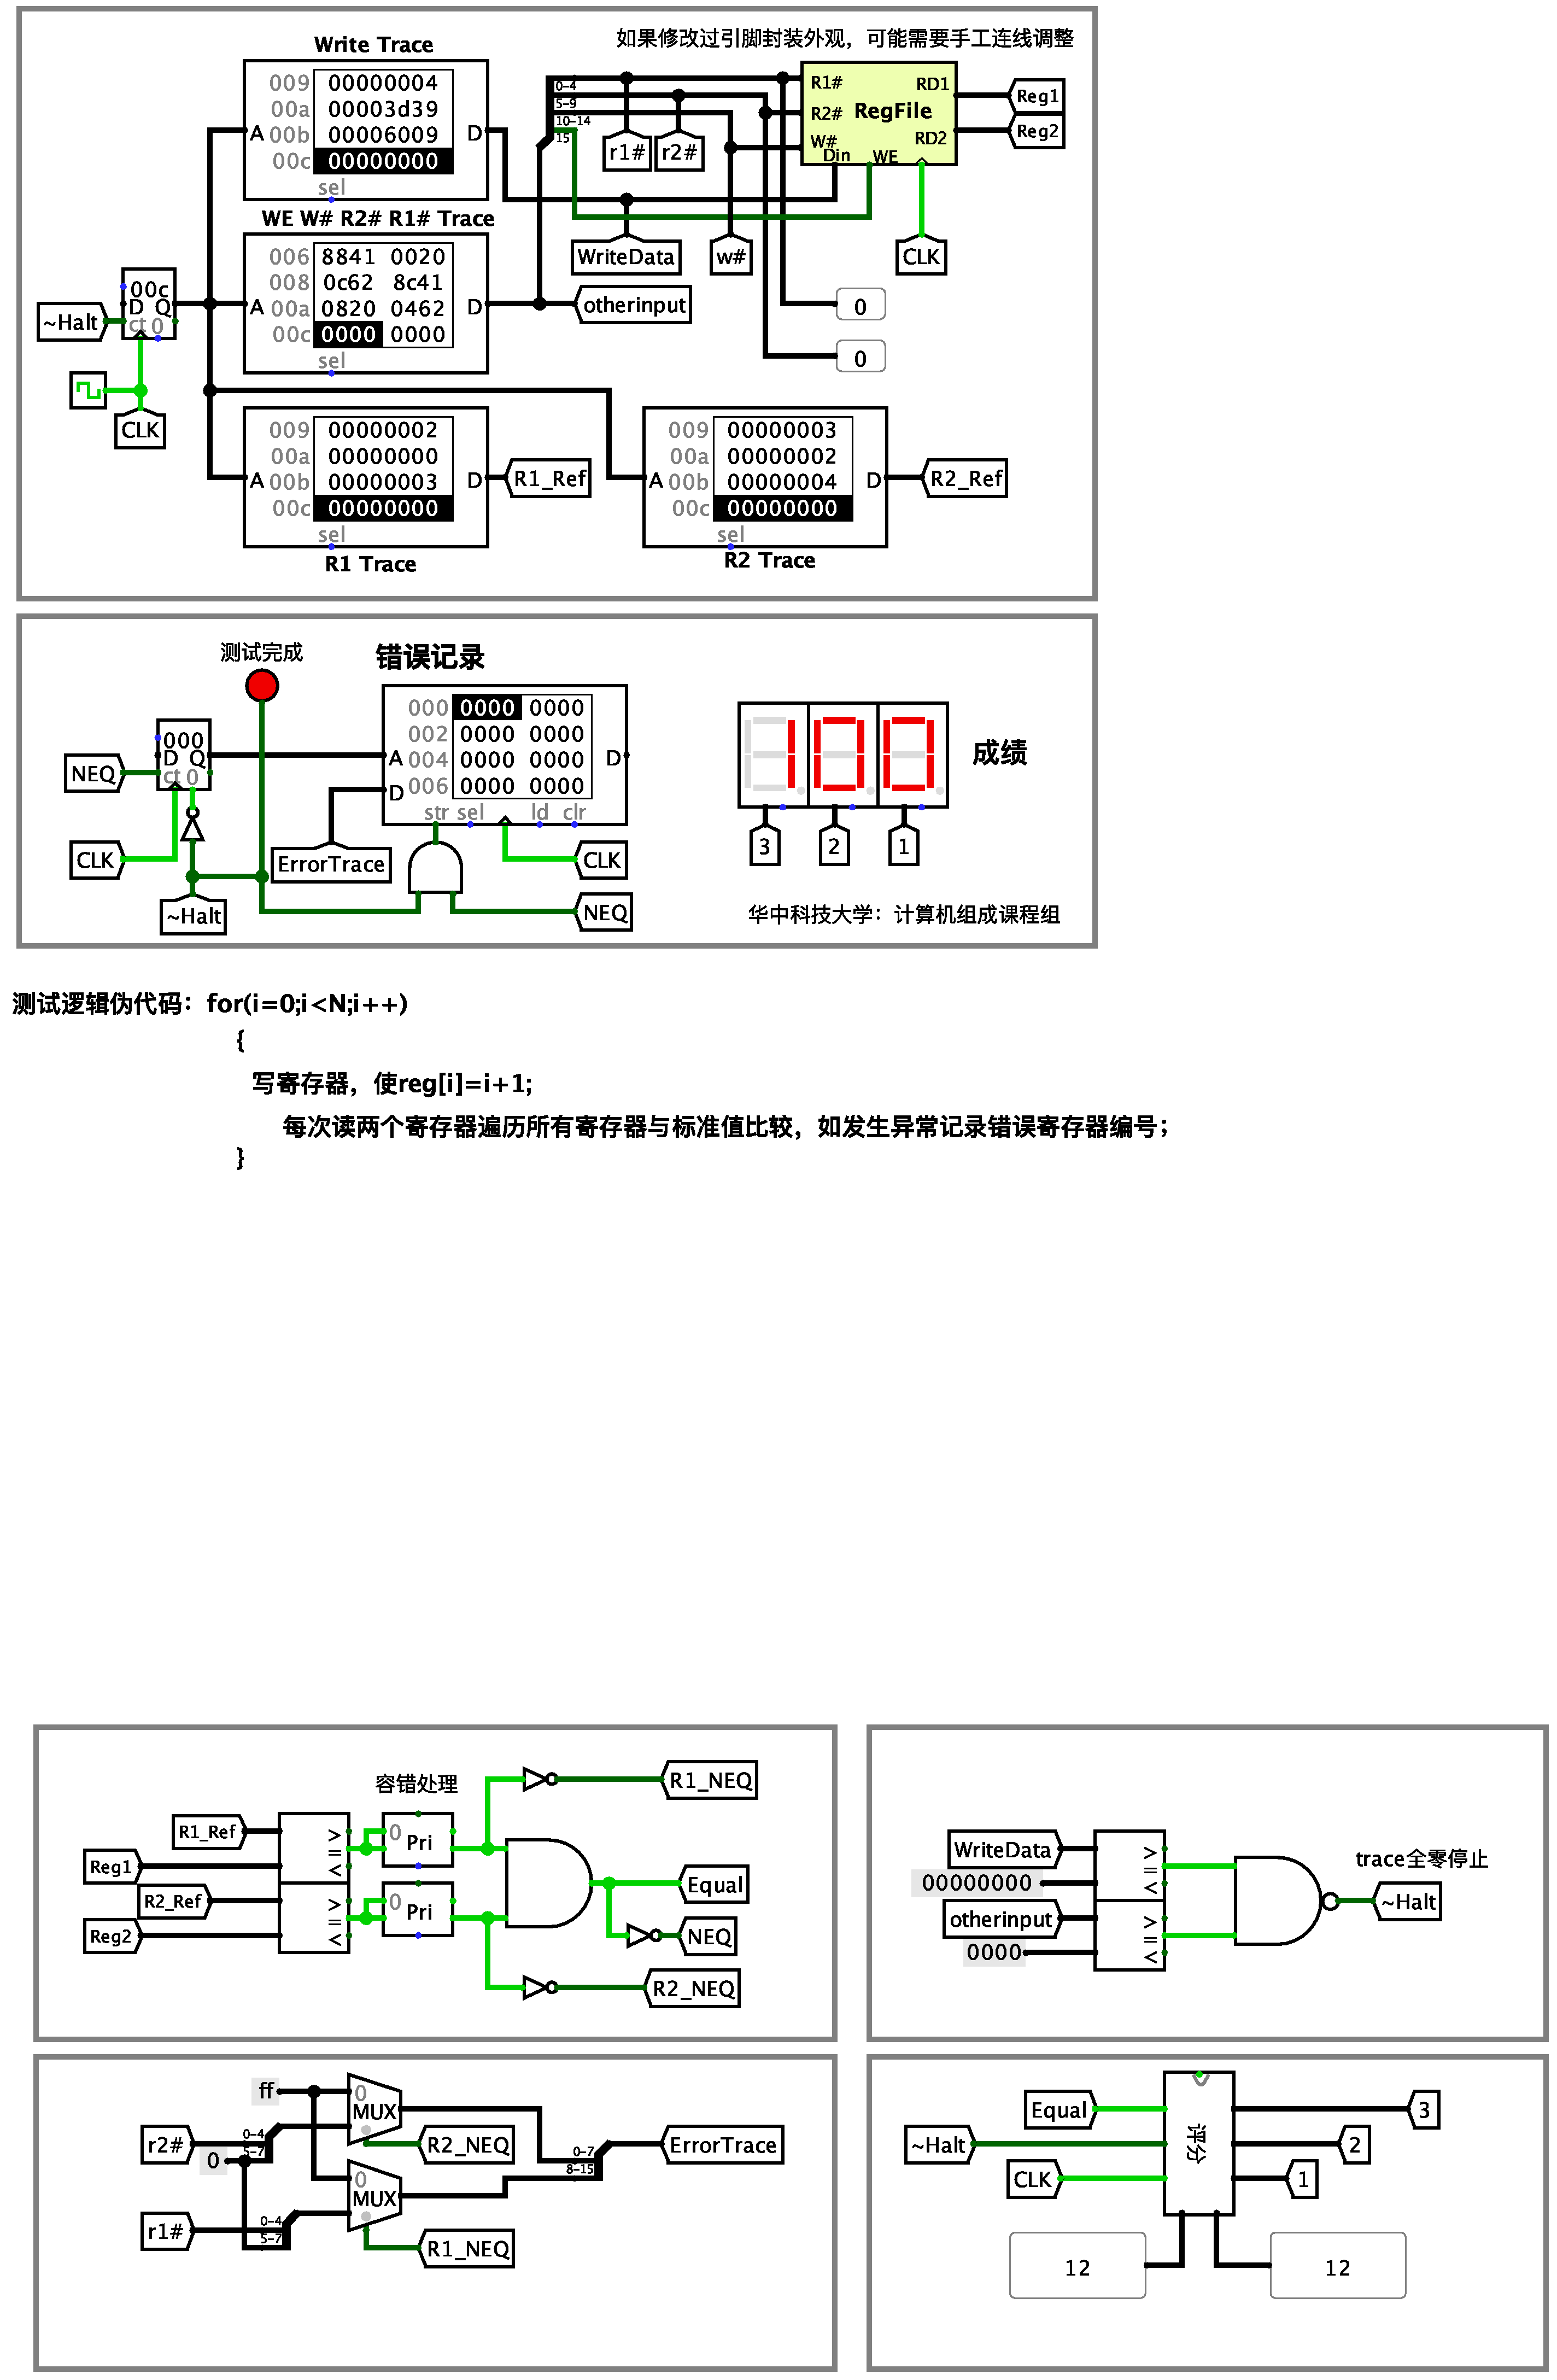 Write Trace
如果修改过引脚封装外观，可能需要手工连线调整
009 00000004
00a 00003d39
00b 00006009
00c 00000000
A
D
sel
0-4
5-9
10-14
15
r1#
r2#
R1#
R2#
W#
Din
WE
RegFile
RD1
RD2
Reg1
Reg2
WE W# R2# R1# Trace
006 8841 0020
008 0c62 8c41
00a 0820 0462
00c 0000 0000
A
D
sel
WriteData
w#
CLK
otherinput
0
0
~Halt
00c
D Q
ct 0
CLK
009 00000002
00a 00000000
00b 00000003
00c 00000000
A
D
sel
R1_Ref
R1 Trace
009 00000003
00a 00000002
00b 00000004
00c 00000000
A
D
sel
R2_Ref
R2 Trace
测试完成
错误记录
NEQ
000
D Q
ct 0
CLK
~Halt
000 0000 0000
002 0000 0000
004 0000 0000
006 0000 0000
A
D
D
str sel ld clr
ErrorTrace
CLK
NEQ
100
成绩
3
2
1
华中科技大学：计算机组成课程组
测试逻辑伪代码：for(i=0;i<N;i++)
{
写寄存器，使reg[i]=i+1;
每次读两个寄存器遍历所有寄存器与标准值比较，如发生异常记录错误寄存器编号；
}
容错处理
R1_Ref
Reg1
R2_Ref
Reg2
>
=
<
>
=
<
0 Pri
0 Pri
R1_NEQ
Equal
NEQ
R2_NEQ
WriteData
00000000
otherinput
0000
>
=
<
>
=
<
trace全零停止
~Halt
ff
r2#
0
0-4
5-7
r1#
0-4
5-7
0
MUX
0
MUX
R2_NEQ
R1_NEQ
0-7
8-15
ErrorTrace
Equal
~Halt
CLK
评分
3
2
1
12
12